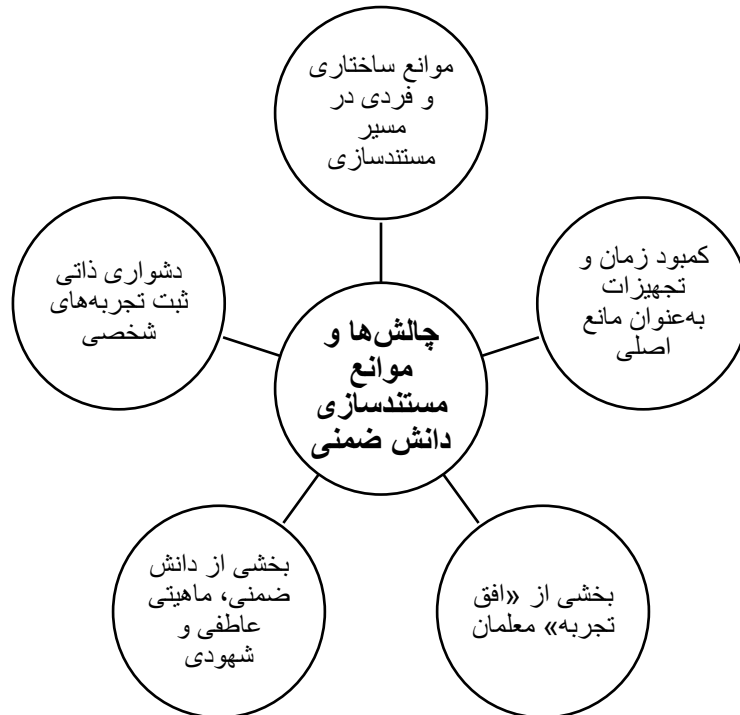 موانع ساختاری
و فردی در
مسیر
مستندسازی
کمبود زمان و
تجهیزات
به‌عنوان مانع
اصلی
دشواری ذاتی
ثبت تجربه‌های
شخصی
چالش‌ها و
موانع
مستندسازی
دانش ضمنی
بخشی از «افق
تجربه» معلمان
بخشی از دانش
ضمنی، ماهیتی
عاطفی و
شهودی